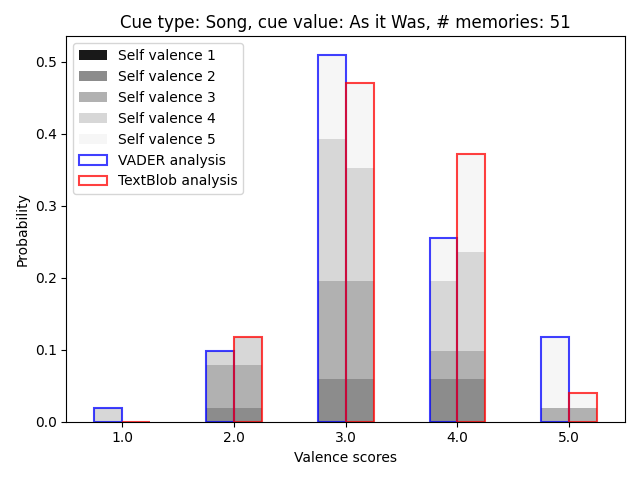 Cue type: Song, cue value: As it Was, # memories: 51
Self valence 1
Self valence 2
Self valence 3
Self valence 4
Self valence 5
VADER analysis
TextBlob analysis
Probability
0.5
0.4
0.3
0.2
0.1
0.0
1.0 2.0 3.0 4.0 5.0
Valence scores